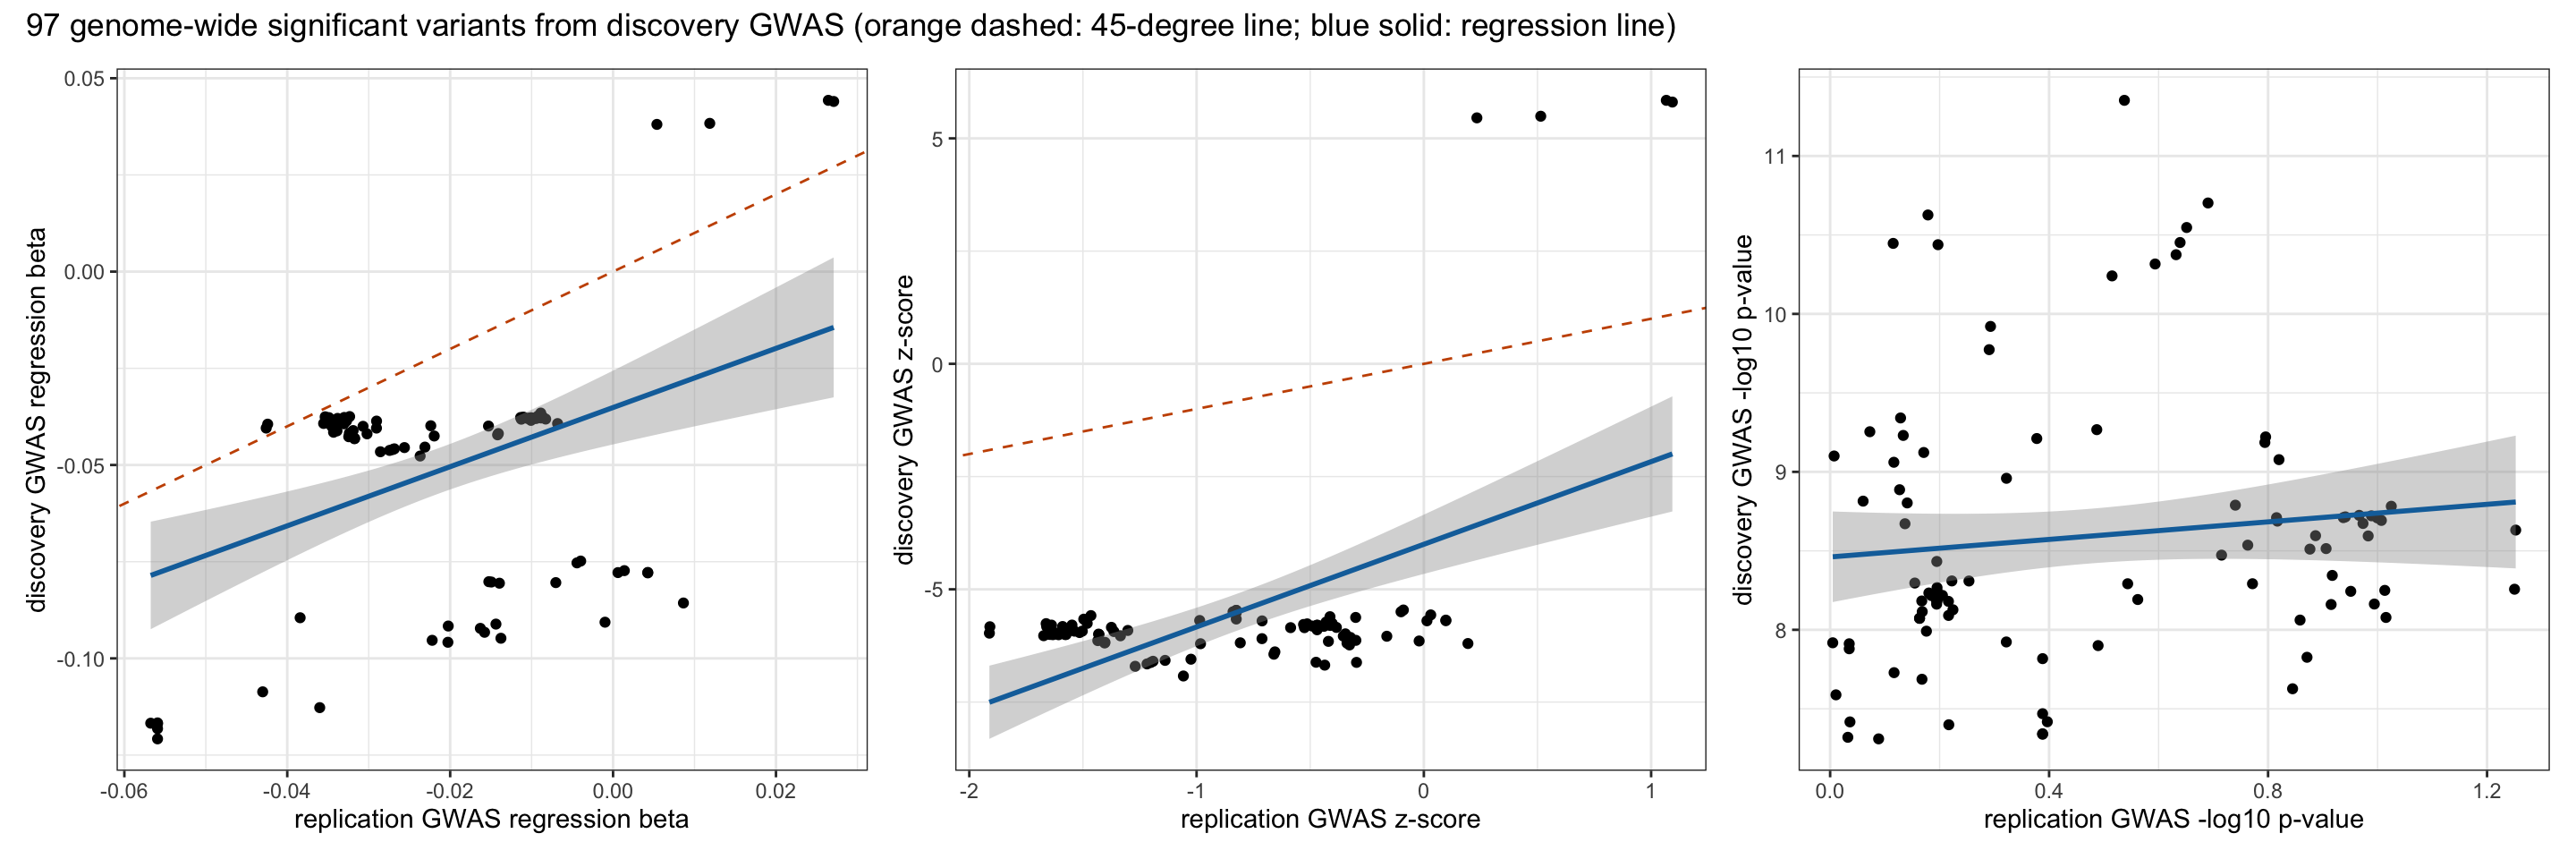 97 genome-wide significant variants from discovery GWAS (orange dashed: 45-degree line; blue solid: regression line)
discovery GWAS regression beta
0.05
0.00
-0.05
-0.10
-0.06 -0.04 -0.02 0.00 0.02
replication GWAS regression beta
discovery GWAS z-score
5
0
-5
-2 -1 0 1
replication GWAS z-score
discovery GWAS -log10 p-value
11
10
9
8
0.0 0.4 0.8 1.2
replication GWAS -log10 p-value